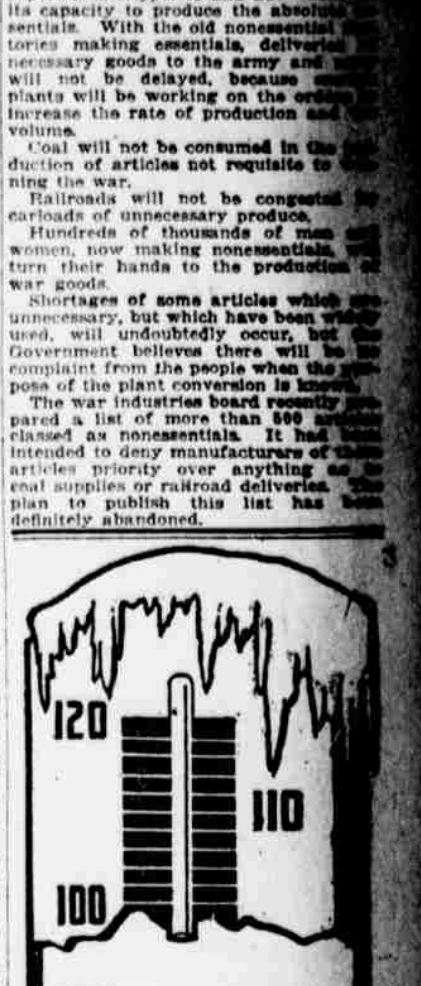 its capacity to produce the absolute
sentials. With the old nonessential
tories making essentials, deliveries
necessary goods to the army and
will not be delayed, because
plants will be working on the orders
increase the rate of production and
volume.
Coal will not be consumed in the
duction of articles not requisite to
ning the war.
Railroads will not be congested by
carloads of unnecessary produce.
Hundreds of thousands of men and
women, now making nonessentials,
turn their hands to the production of
war goods.
Shortages of some articles which are
unnecessary, but which have been widely
used, will undoubtedly occur, but the
Government believes there will be no
complaint from the people when the
pose of the plant conversion is known.
The war industries board recently
pared a list of more than 500 articles
classed as nonessentials. It had been
intended to deny manufacturers of these
articles priority over anything as to
coal supplies or railroad deliveries. The
plan to publish this list has been
definitely abandoned.
120
110
100